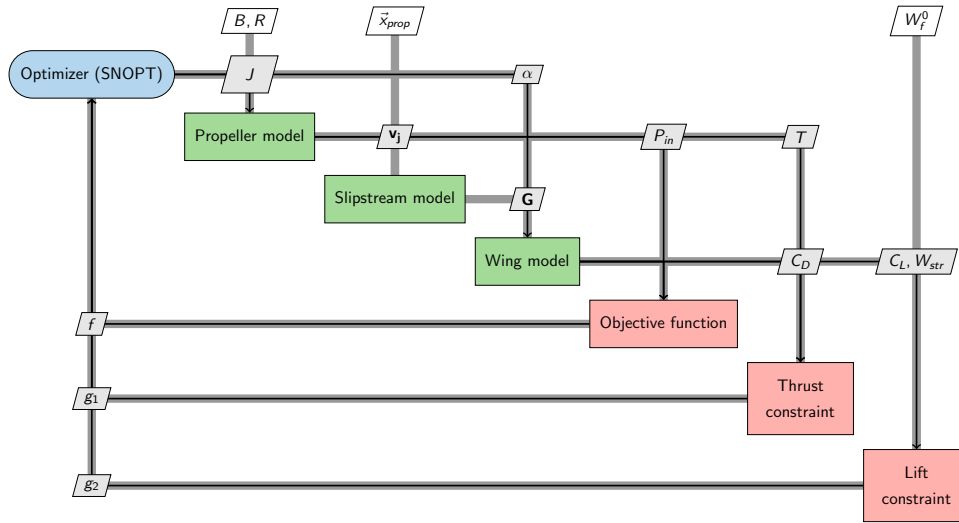 B, R
x⃗_prop
W_f^0
Optimizer (SNOPT)
J
α
Propeller model
v_j
P_in
T
Slipstream model
G
Wing model
C_D
C_L, W_str
f
Objective function
g_1
Thrust
constraint
g_2
Lift
constraint